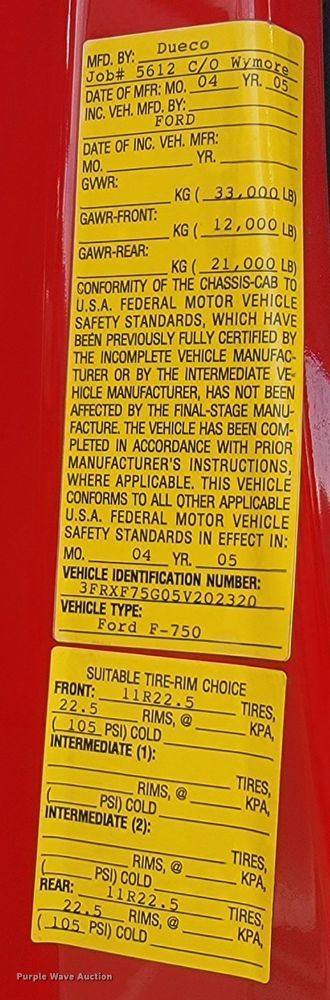 MFD. BY: Dueco
Job# 5612 C/O Wymore
DATE OF MFR: MO. 04 YR. 05
INC. VEH. MFD. BY:
FORD
DATE OF INC. VEH. MFR:
MO. YR.
GVWR:
KG ( 33,000 LB)
GAWR-FRONT:
KG ( 12,000 LB)
GAWR-REAR:
KG ( 21,000 LB)
CONFORMITY OF THE CHASSIS-CAB TO
U.S.A. FEDERAL MOTOR VEHICLE
SAFETY STANDARDS, WHICH HAVE
BEEN PREVIOUSLY FULLY CERTIFIED BY
THE INCOMPLETE VEHICLE MANUFAC-
TURER OR BY THE INTERMEDIATE VE-
HICLE MANUFACTURER, HAS NOT BEEN
AFFECTED BY THE FINAL-STAGE MANU-
FACTURE. THE VEHICLE HAS BEEN COM-
PLETED IN ACCORDANCE WITH PRIOR
MANUFACTURER'S INSTRUCTIONS,
WHERE APPLICABLE. THIS VEHICLE
CONFORMS TO ALL OTHER APPLICABLE
U.S.A. FEDERAL MOTOR VEHICLE
SAFETY STANDARDS IN EFFECT IN:
MO. 04 YR. 05
VEHICLE IDENTIFICATION NUMBER:
3FRXF75G05V202320
VEHICLE TYPE:
Ford F-750
SUITABLE TIRE-RIM CHOICE
FRONT: 11R22.5 TIRES,
22.5 RIMS, @ KPA,
( 105 PSI) COLD
INTERMEDIATE (1):
TIRES,
RIMS, @ KPA,
( PSI) COLD
INTERMEDIATE (2):
TIRES,
RIMS, @ KPA,
( PSI) COLD
REAR: 11R22.5 TIRES,
22.5 RIMS, @ KPA,
( 105 PSI) COLD
Purple Wave Auction